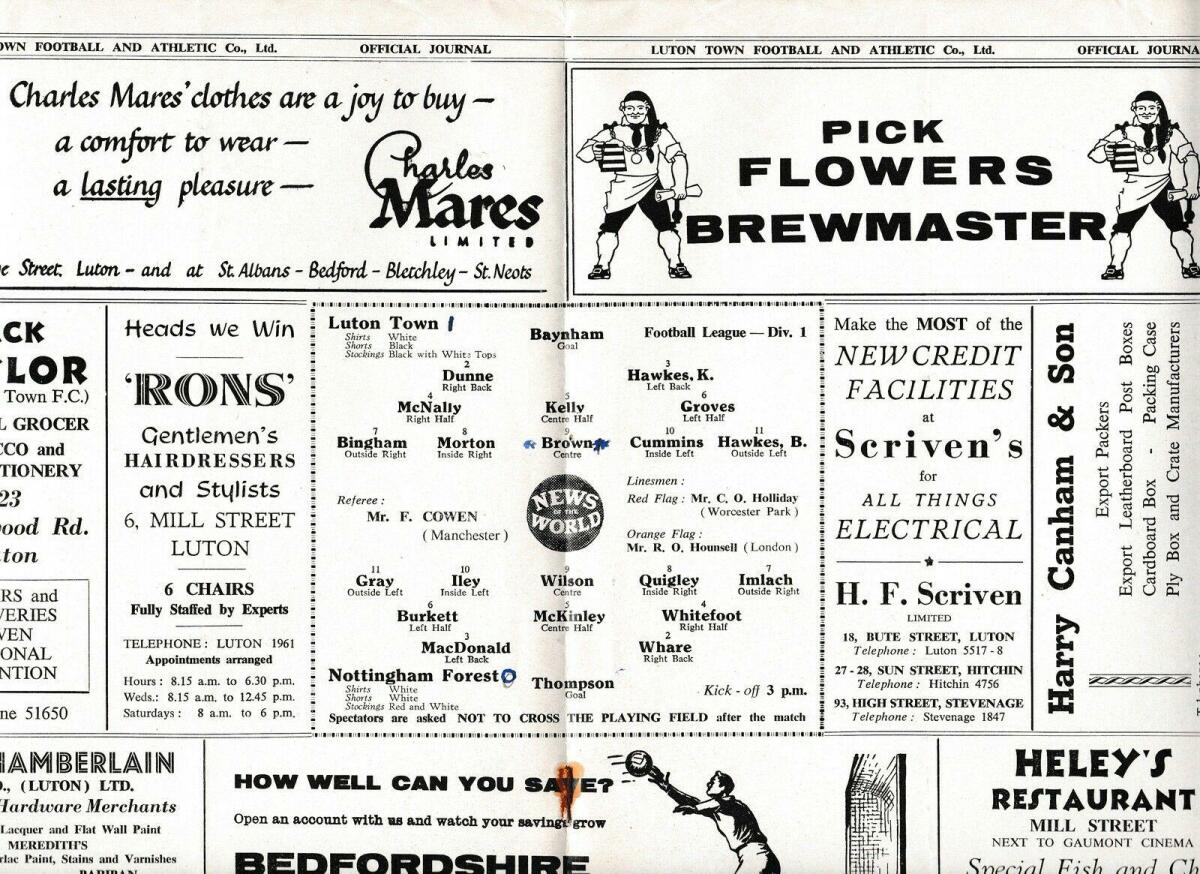 OWN FOOTBALL AND ATHLETIC Co., Ltd. OFFICIAL JOURNAL
LUTON TOWN FOOTBALL AND ATHLETIC Co., Ltd. OFFICIAL JOURNA
Charles Mares' clothes are a joy to buy —
a comfort to wear —
a lasting pleasure —
Charles
Mares
LIMITED
Street, Luton – and at St. Albans – Bedford – Bletchley – St. Neots
PICK
FLOWERS
BREWMASTER
ACK
YLOR
Town F.C.)
L GROCER
CCO and
TIONERY
23
ood Rd.
ton
RS and
VERIES
VEN
ONAL
NTION
ne 51650
Heads we Win
'RONS'
Gentlemen's
HAIRDRESSERS
and Stylists
6, MILL STREET
LUTON
6 CHAIRS
Fully Staffed by Experts
TELEPHONE: LUTON 1961
Appointments arranged
Hours: 8.15 a.m. to 6.30 p.m.
Weds.: 8.15 a.m. to 12.45 p.m.
Saturdays: 8 a.m. to 6 p.m.
Luton Town 1
Shirts White
Shorts Black
Stockings Black with White Tops
Baynham
Goal
Football League — Div. 1
2 3
Dunne Hawkes, K.
Right Back Left Back
4 5 6
McNally Kelly Groves
Right Half Centre Half Left Half
7 8 9 10 11
Bingham Morton Brown Cummins Hawkes, B.
Outside Right Inside Right Centre Inside Left Outside Left
Referee:
Mr. F. COWEN
(Manchester)
NEWS
OF THE
WORLD
Linesmen:
Red Flag: Mr. C. O. Holliday
(Worcester Park)
Orange Flag:
Mr. R. O. Hounsell (London)
11 10 9 8 7
Gray Iley Wilson Quigley Imlach
Outside Left Inside Left Centre Inside Right Outside Right
6 5 4
Burkett McKinley Whitefoot
Left Half Centre Half Right Half
3 2
MacDonald Whare
Left Back Right Back
Nottingham Forest 0
Shirts White
Shorts White
Stockings Red and White
Thompson
Goal
Kick - off 3 p.m.
Spectators are asked NOT TO CROSS THE PLAYING FIELD after the match
Make the MOST of the
NEW CREDIT
FACILITIES
at
Scriven's
for
ALL THINGS
ELECTRICAL
H. F. Scriven
LIMITED
18, BUTE STREET, LUTON
Telephone: Luton 5517 - 8
27 - 28, SUN STREET, HITCHIN
Telephone: Hitchin 4756
93, HIGH STREET, STEVENAGE
Telephone: Stevenage 1847
Harry Canham & Son
Export Packers
Export Leatherboard Post Boxes
Cardboard Box - Packing Case
Ply Box and Crate Manufacturers
HAMBERLAIN
O., (LUTON) LTD.
Hardware Merchants
Lacquer and Flat Wall Paint
MEREDITH'S
rlac Paint, Stains and Varnishes
HOW WELL CAN YOU SAVE?
Open an account with us and watch your savings grow
BEDFORDSHIRE
HELEY'S
RESTAURANT
MILL STREET
NEXT TO GAUMONT CINEMA
Special Fish and Ch